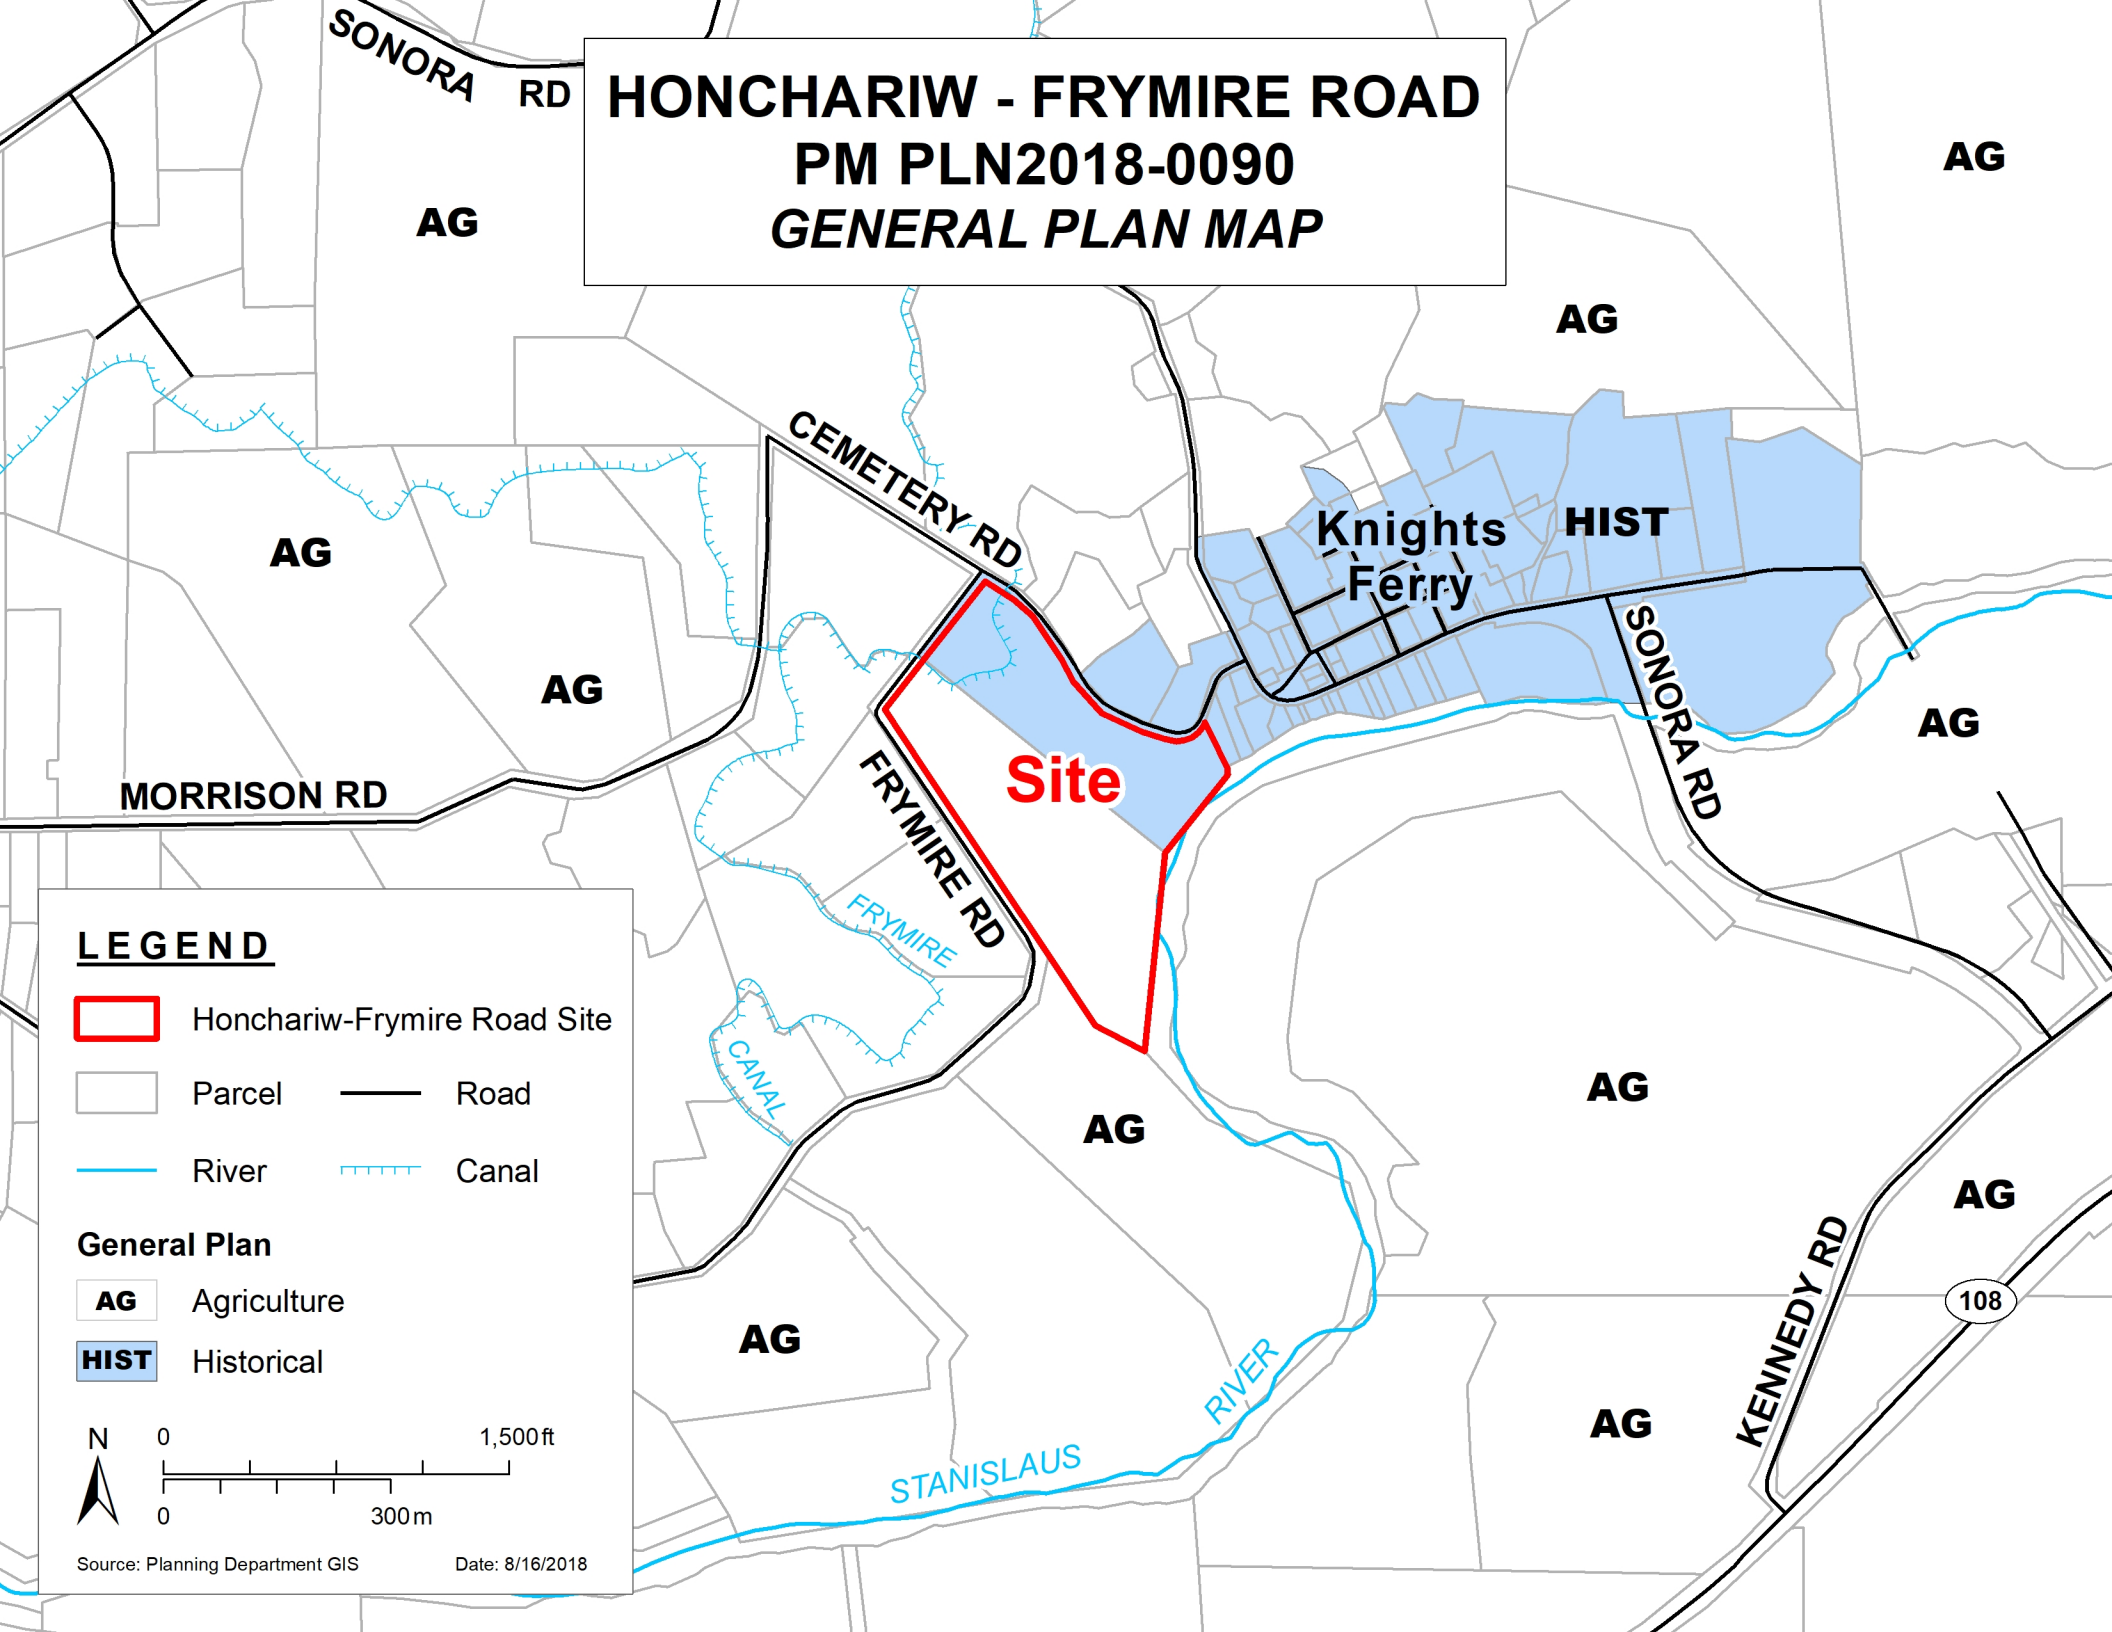 SONORA RD
HONCHARIW - FRYMIRE ROAD
PM PLN2018-0090
GENERAL PLAN MAP
AG
AG
AG
CEMETERY RD
Knights
Ferry
HIST
AG
AG
SONORA RD
AG
Site
MORRISON RD
FRYMIRE RD
FRYMIRE
CANAL
AG
AG
AG
KENNEDY RD
108
AG
RIVER
STANISLAUS
AG
LEGEND
Honchariw-Frymire Road Site
Parcel
Road
River
Canal
General Plan
AG Agriculture
HIST Historical
N
0 1,500 ft
0 300 m
Source: Planning Department GIS
Date: 8/16/2018